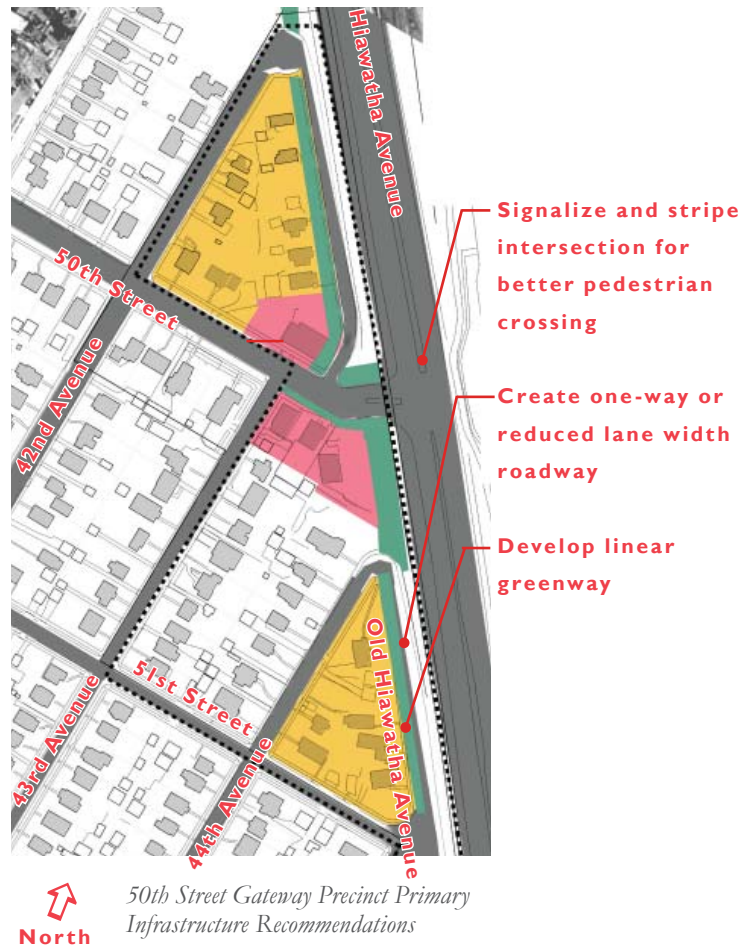 Hiawatha Avenue
Signalize and stripe
intersection for
better pedestrian
crossing
50th Street
42nd Avenue
Create one-way or
reduced lane width
roadway
Develop linear
greenway
Old Hiawatha Avenue
51st Street
43rd Avenue
44th Avenue
North
50th Street Gateway Precinct Primary
Infrastructure Recommendations